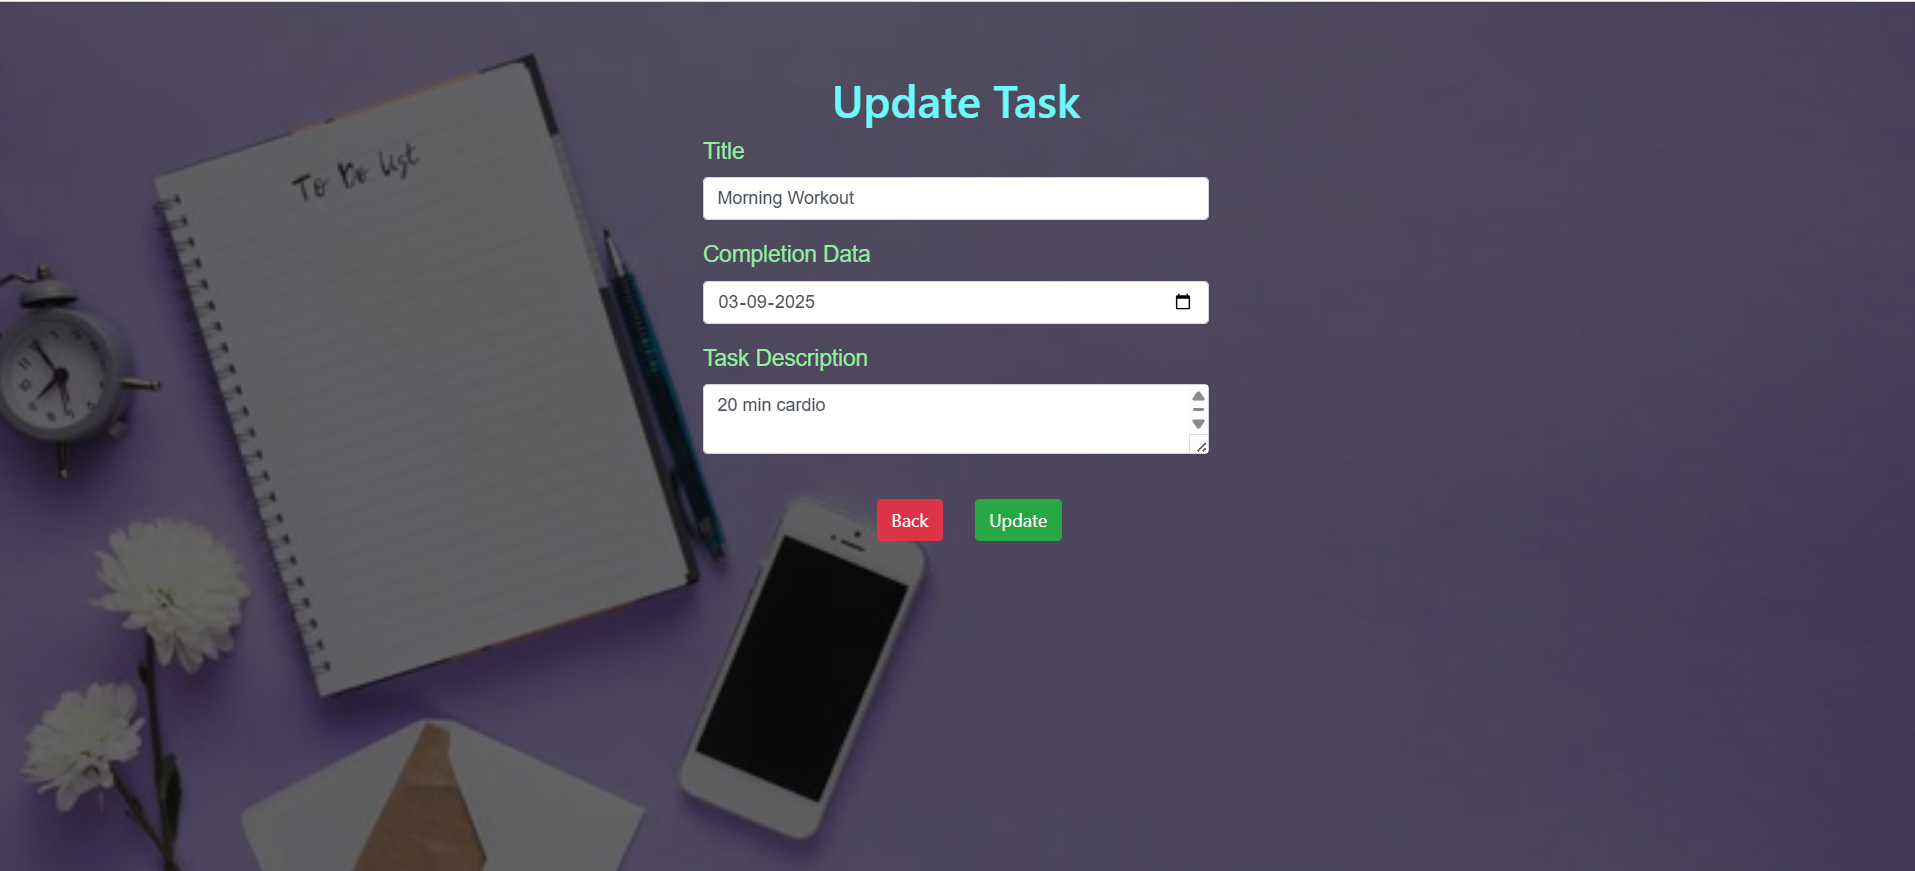 Update Task
To Do list
Title
Morning Workout
Completion Data
03-09-2025
Task Description
20 min cardio
Back
Update